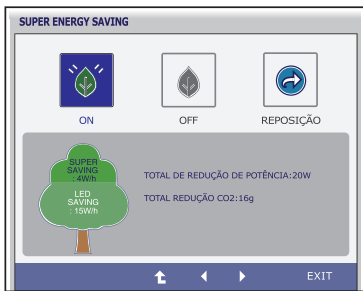 SUPER ENERGY SAVING
ON OFF REPOSIÇÃO
SUPER
SAVING
: 4W/h
LED
SAVING
: 15W/h
TOTAL DE REDUÇÃO DE POTÊNCIA:20W
TOTAL REDUÇÃO CO2:16g
EXIT